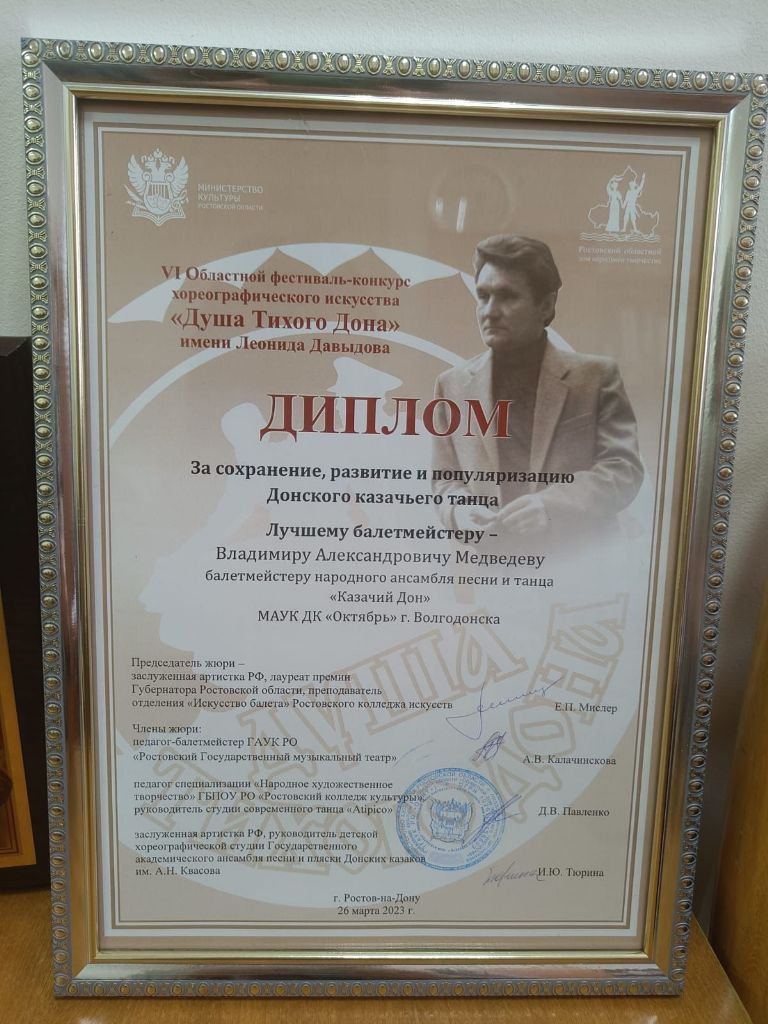 МИНИСТЕРСТВО
КУЛЬТУРЫ
РОСТОВСКОЙ ОБЛАСТИ
Ростовский областной
дом народного творчества
VI Областной фестиваль-конкурс
хореографического искусства
«Душа Тихого Дона»
имени Леонида Давыдова
ДИПЛОМ
За сохранение, развитие и популяризацию
Донского казачьего танца
Лучшему балетмейстеру –
Владимиру Александровичу Медведеву
балетмейстеру народного ансамбля песни и танца
«Казачий Дон»
МАУК ДК «Октябрь» г. Волгодонска
Председатель жюри –
заслуженная артистка РФ, лауреат премии
Губернатора Ростовской области, преподаватель
отделения «Искусство балета» Ростовского колледжа искусств
Е.П. Мислер
Члены жюри:
педагог-балетмейстер ГАУК РО
«Ростовский Государственный музыкальный театр»
А.В. Калачинскова
педагог специализации «Народное художественное
творчество» ГБПОУ РО «Ростовский колледж культуры»,
руководитель студии современного танца «Atipico»
Д.В. Павленко
заслуженная артистка РФ, руководитель детской
хореографической студии Государственного
академического ансамбля песни и пляски Донских казаков
им. А.Н. Квасова
И.Ю. Тюрина
г. Ростов-на-Дону
26 марта 2023 г.